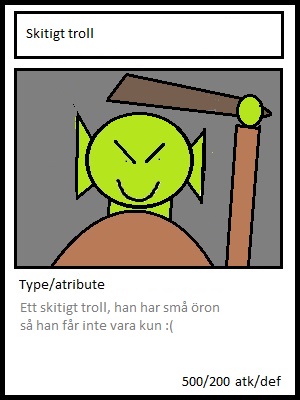 Skitigt troll
Type/atribute
Ett skitigt troll, han har små öron
så han får inte vara kun :(
500/200 atk/def